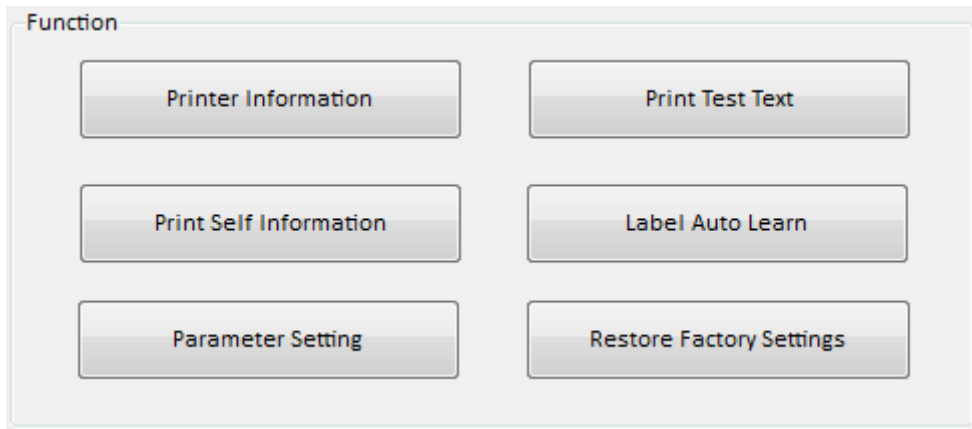 Function
Printer Information
Print Test Text
Print Self Information
Label Auto Learn
Parameter Setting
Restore Factory Settings